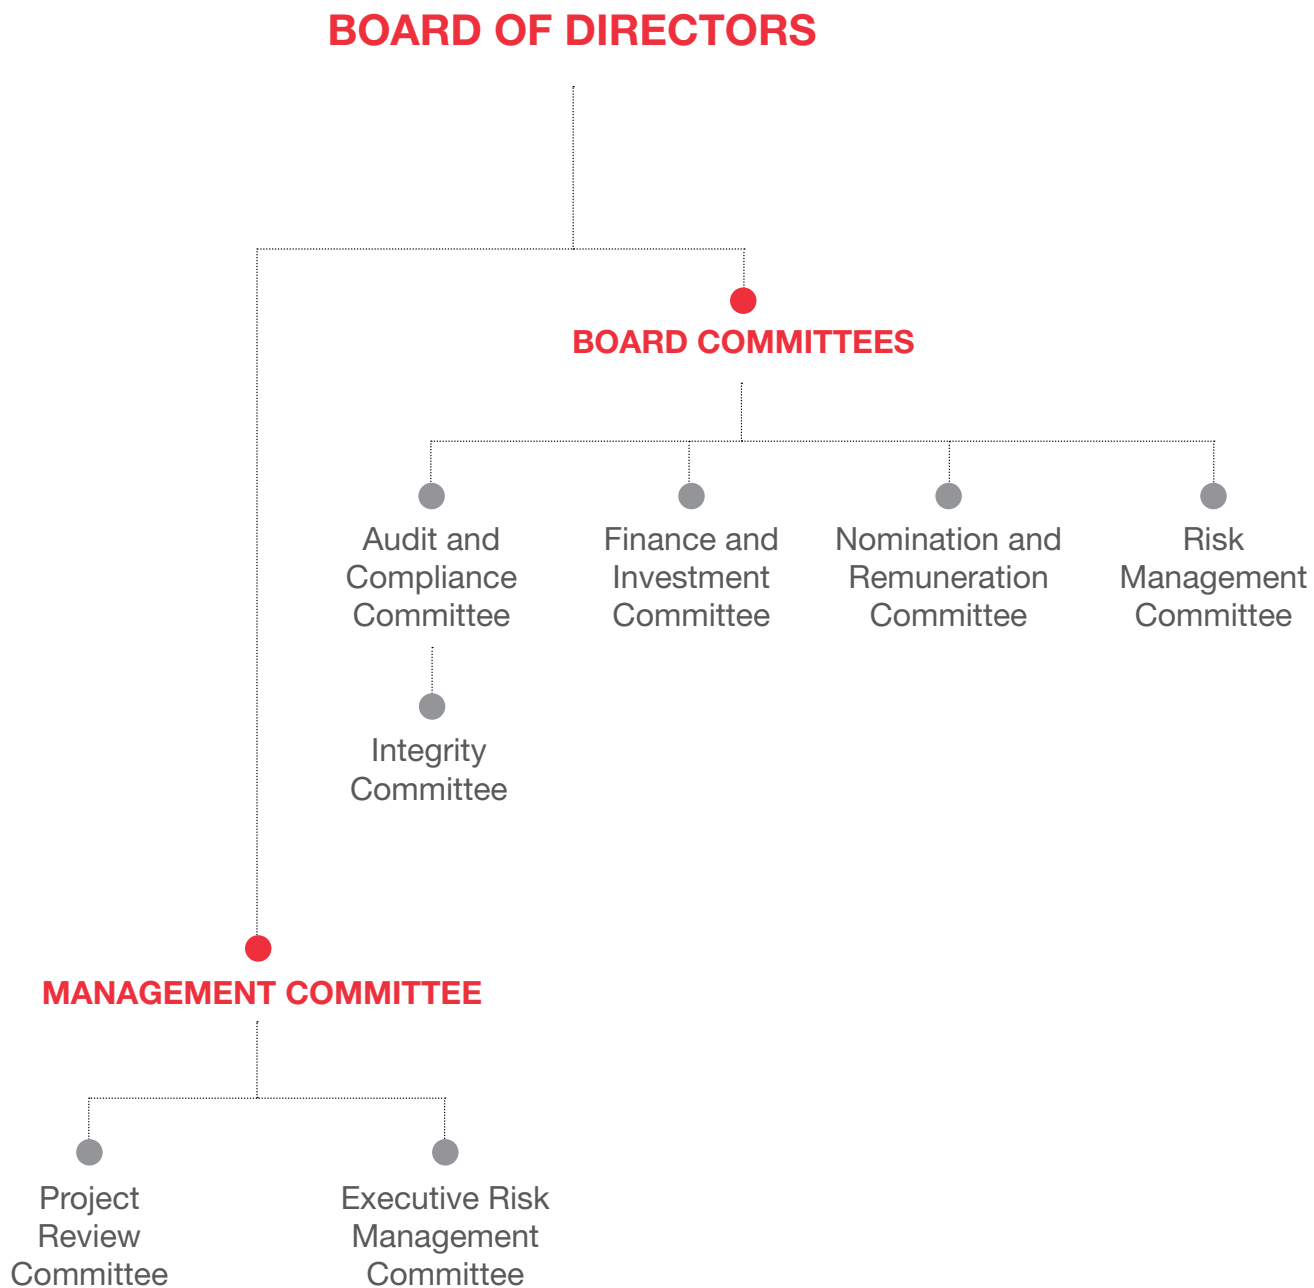 BOARD OF DIRECTORS
BOARD COMMITTEES
Audit and
Compliance
Committee
Finance and
Investment
Committee
Nomination and
Remuneration
Committee
Risk
Management
Committee
Integrity
Committee
MANAGEMENT COMMITTEE
Project
Review
Committee
Executive Risk
Management
Committee